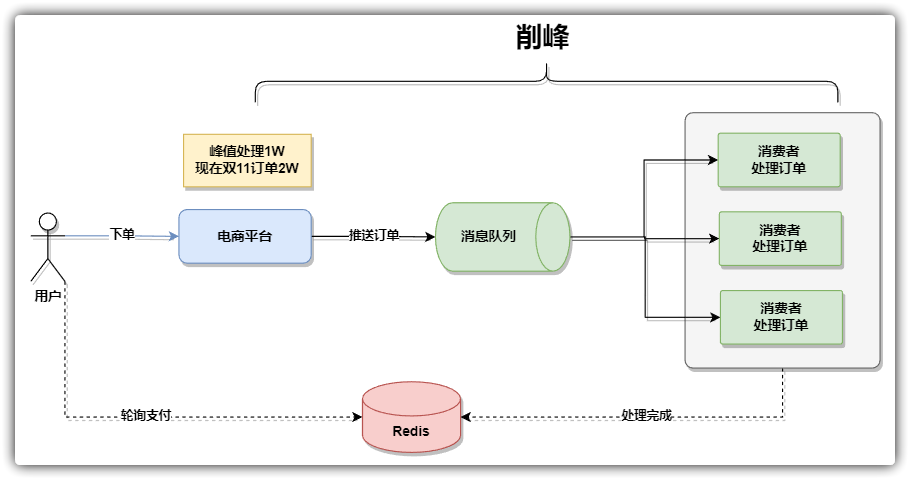 削峰
峰值处理1W
现在双11订单2W
消费者
处理订单
用户
下单
电商平台
推送订单
消息队列
消费者
处理订单
消费者
处理订单
轮询支付
Redis
处理完成